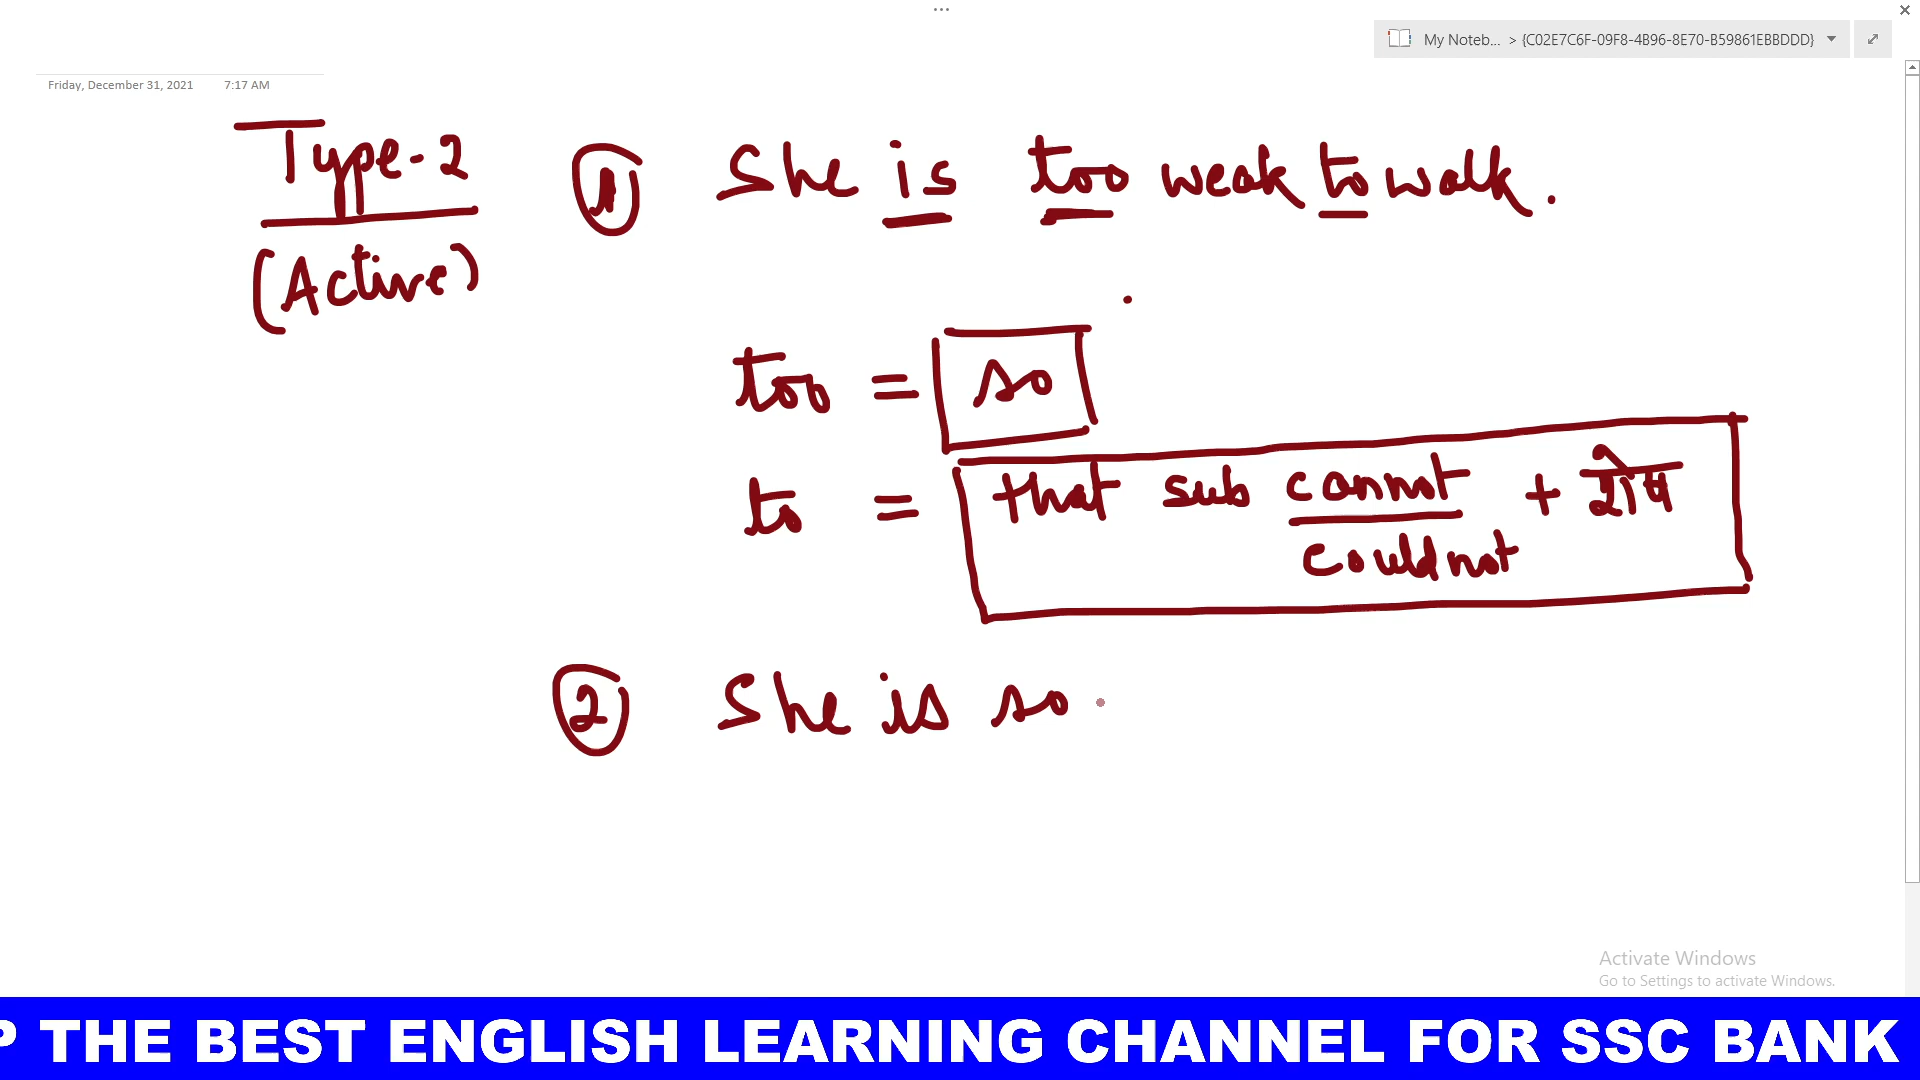 ...
My Noteb... > {C02E7C6F-09F8-4B96-8E70-B59861EBBDDD}
Friday, December 31, 2021 7:17 AM
Type-2
(Active)
① She is too weak to walk.
too = so
to = that sub cannot + शेष
could not
② She is so
Activate Windows
Go to Settings to activate Windows.
P THE BEST ENGLISH LEARNING CHANNEL FOR SSC BANK